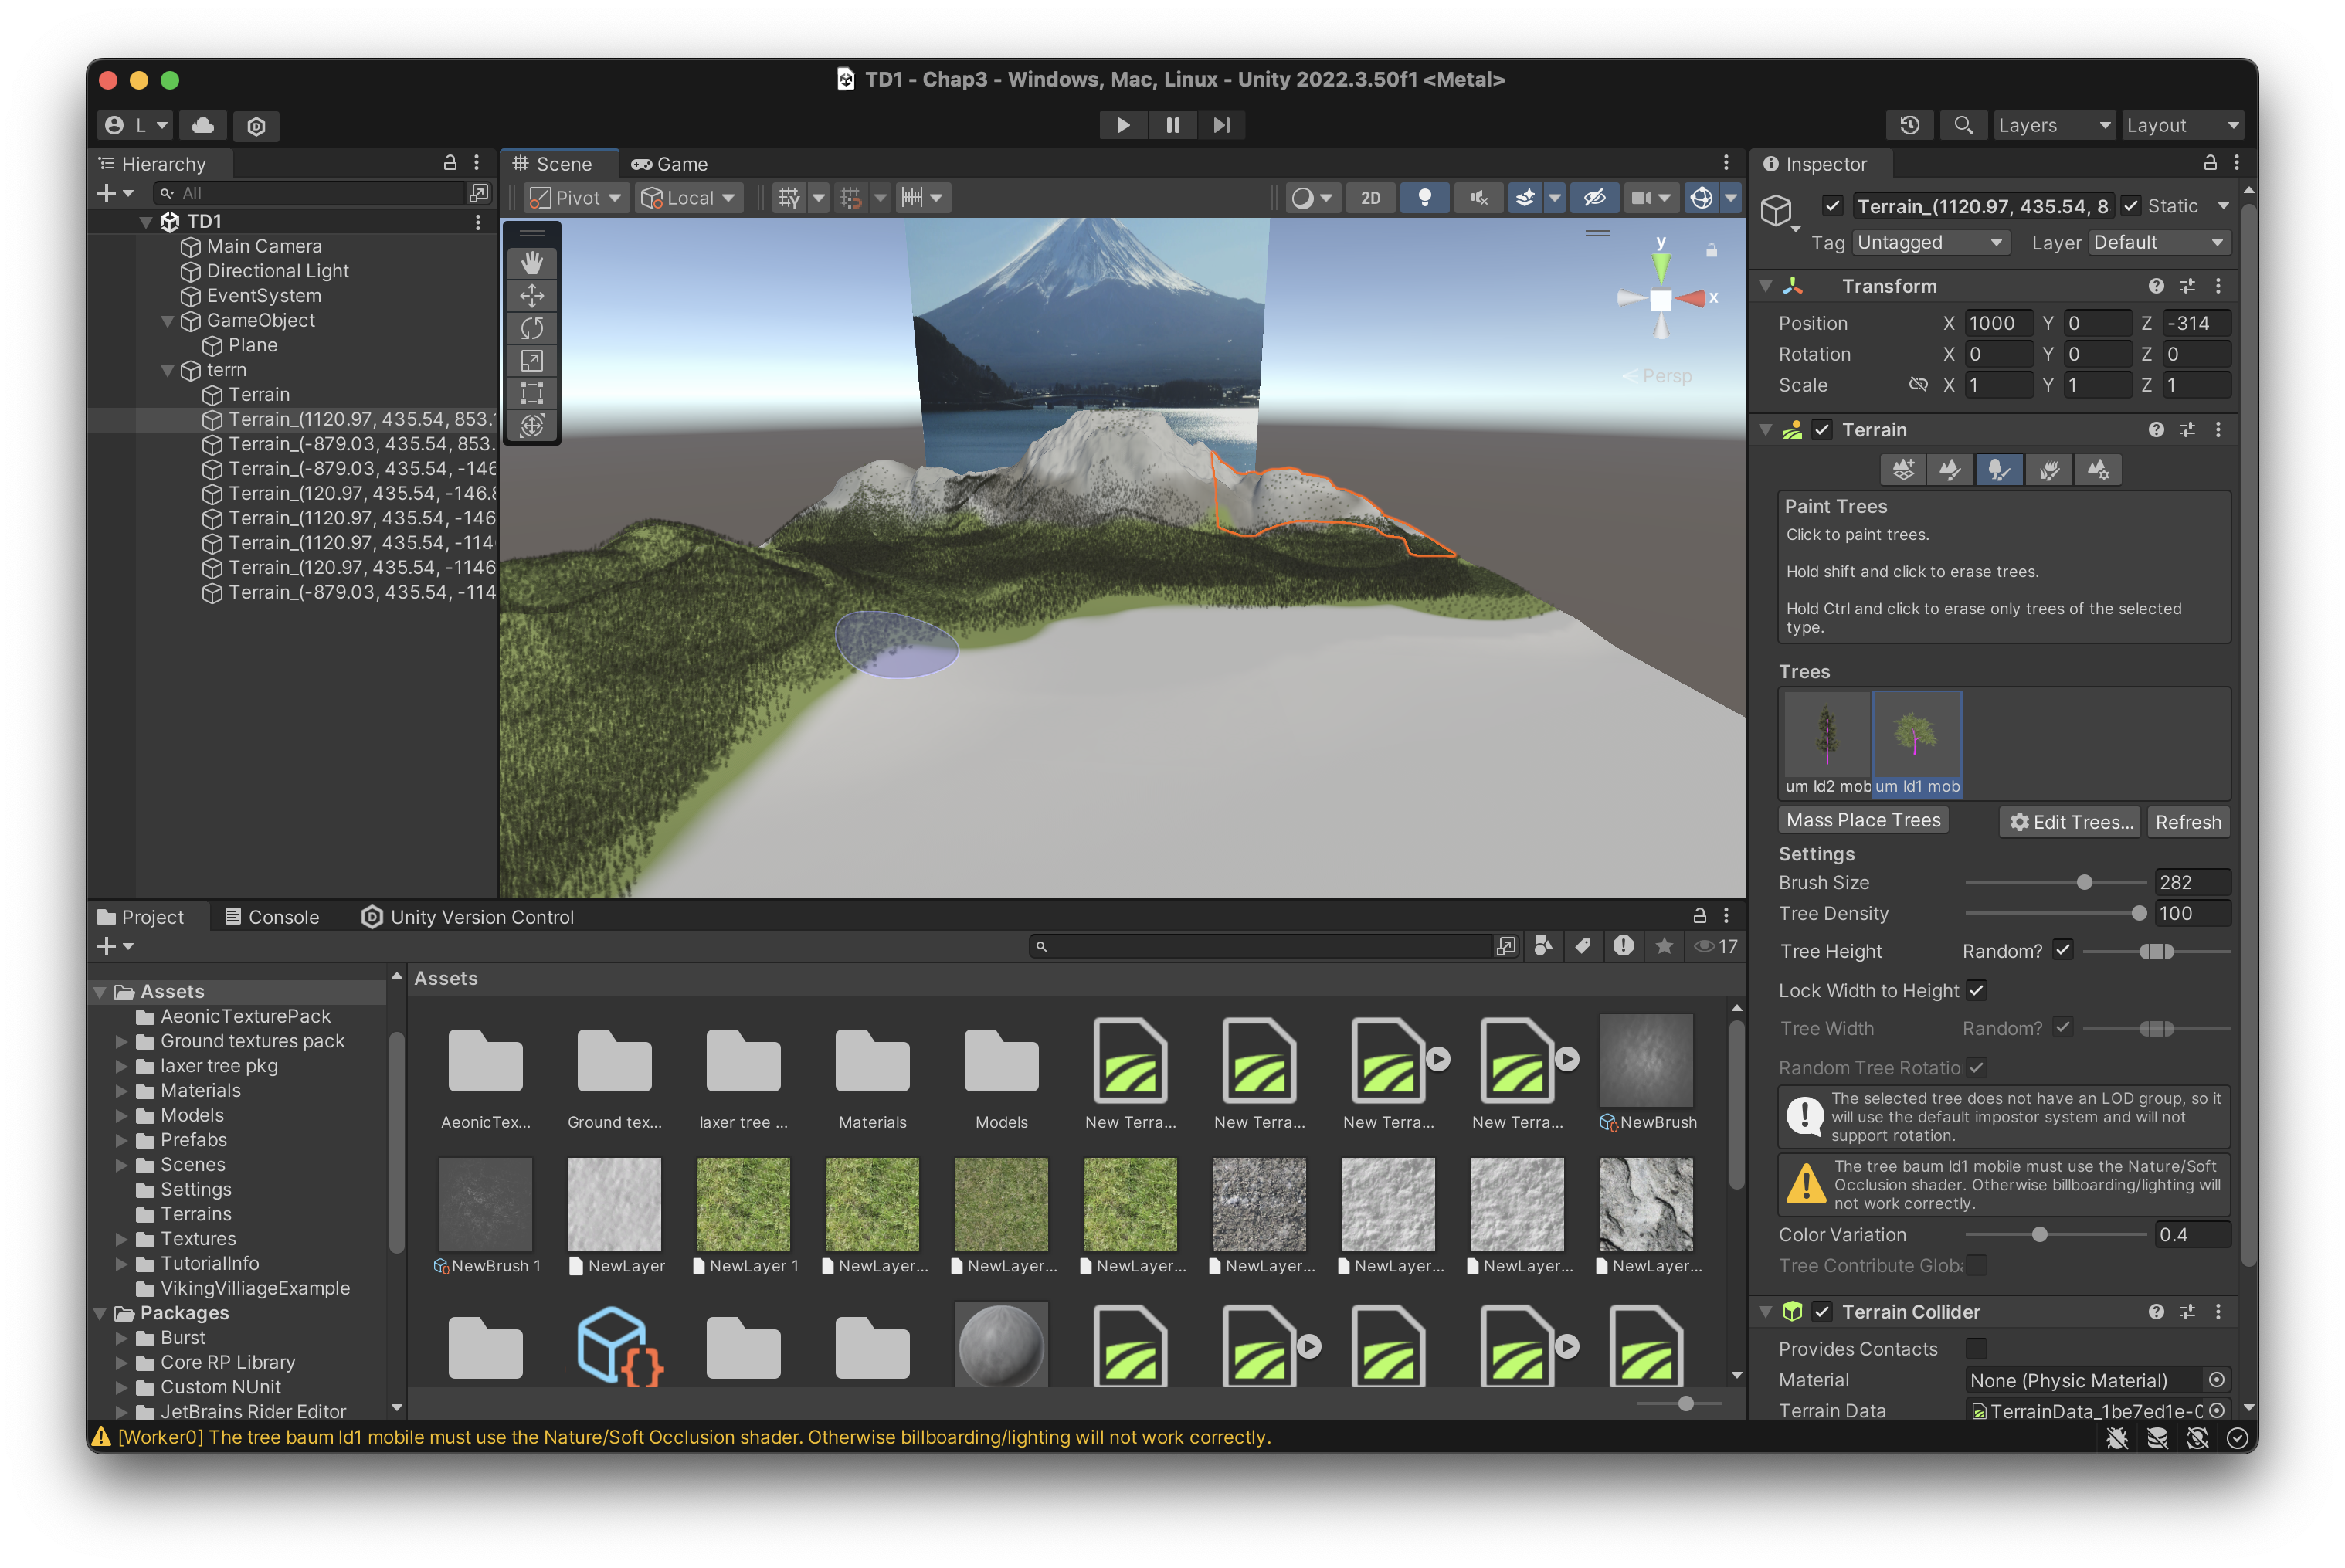 TD1 - Chap3 - Windows, Mac, Linux - Unity 2022.3.50f1 <Metal>
L
Layers
Layout
Hierarchy
All
TD1
Main Camera
Directional Light
EventSystem
GameObject
Plane
terrn
Terrain
Terrain_(1120.97, 435.54, 853.
Terrain_(-879.03, 435.54, 853.
Terrain_(-879.03, 435.54, -146
Terrain_(120.97, 435.54, -146.8
Terrain_(1120.97, 435.54, -146
Terrain_(1120.97, 435.54, -114
Terrain_(120.97, 435.54, -1146
Terrain_(-879.03, 435.54, -114
Scene
Game
Pivot
Local
2D
y
x
Persp
Inspector
Terrain_(1120.97, 435.54, 8
Static
Tag Untagged
Layer Default
Transform
Position X 1000 Y 0 Z -314
Rotation X 0 Y 0 Z 0
Scale X 1 Y 1 Z 1
Terrain
Paint Trees
Click to paint trees.
Hold shift and click to erase trees.
Hold Ctrl and click to erase only trees of the selected
type.
Trees
um ld2 mob
um ld1 mob
Mass Place Trees
Edit Trees...
Refresh
Settings
Brush Size 282
Tree Density 100
Tree Height Random?
Lock Width to Height
Tree Width Random?
Random Tree Rotatio
The selected tree does not have an LOD group, so it
will use the default impostor system and will not
support rotation.
The tree baum ld1 mobile must use the Nature/Soft
Occlusion shader. Otherwise billboarding/lighting will
not work correctly.
Color Variation 0.4
Tree Contribute Glob
Terrain Collider
Provides Contacts
Material None (Physic Material)
Terrain Data TerrainData_1be7ed1e-0
Project
Console
Unity Version Control
17
Assets
AeonicTexturePack
Ground textures pack
laxer tree pkg
Materials
Models
Prefabs
Scenes
Settings
Terrains
Textures
TutorialInfo
VikingVilliageExample
Packages
Burst
Core RP Library
Custom NUnit
JetBrains Rider Editor
Assets
AeonicTex...
Ground tex...
laxer tree ...
Materials
Models
New Terra...
New Terra...
New Terra...
New Terra...
NewBrush
NewBrush 1
NewLayer
NewLayer 1
NewLayer...
NewLayer...
NewLayer...
NewLayer...
NewLayer...
NewLayer...
NewLayer...
[Worker0] The tree baum ld1 mobile must use the Nature/Soft Occlusion shader. Otherwise billboarding/lighting will not work correctly.